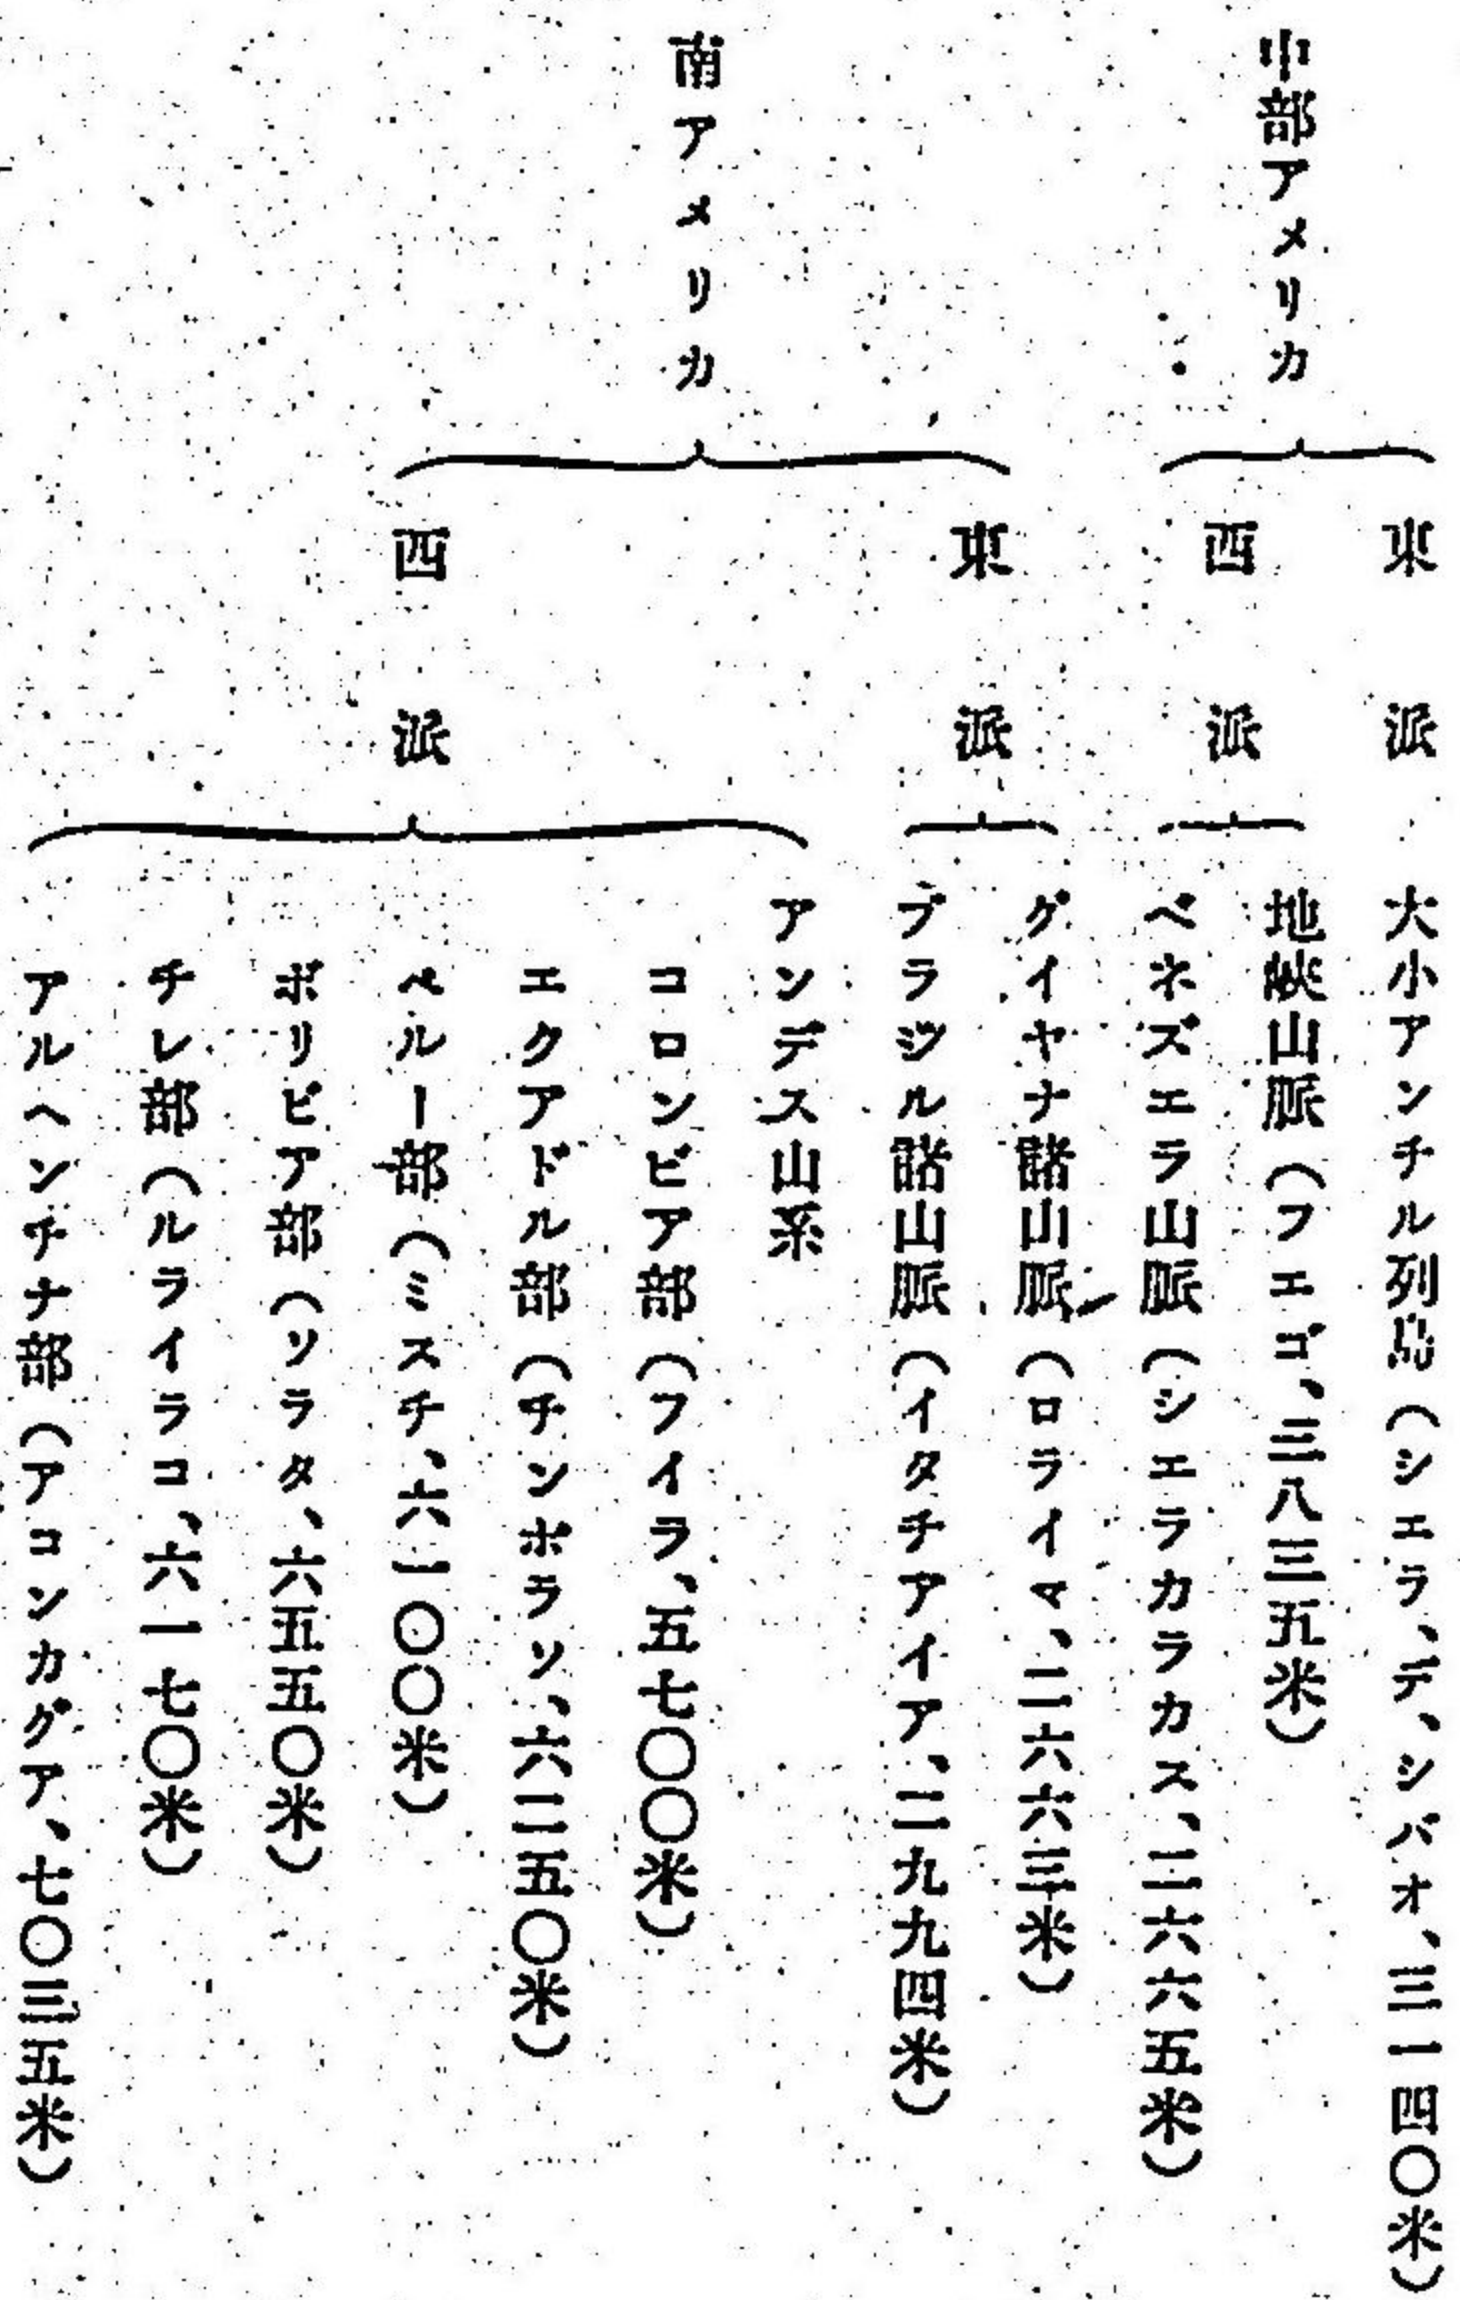 中部アメリカ
東派
大小アンチル列島（シエラ、デ、シバオ、三一四〇米）
西派
地峽山脈（フエゴ、三八三五米）
ベネズエラ山脈（シエラカラカス、二六六五米）
南アメリカ
東派
グイヤナ諸山脈（ロライマ、二六六三米）
ブラジル諸山脈（イタチアイア、二九九四米）
西派
アンデス山系
コロンビア部（フイラ、五七〇〇米）
エクアドル部（チンボラソ、六二五〇米）
ペルー部（ミスチ、六一〇〇米）
ボリビア部（ソラタ、六五五〇米）
チレ部（ルライラコ、六一七〇米）
アルヘンチナ部（アコンカグア、七〇三五米）